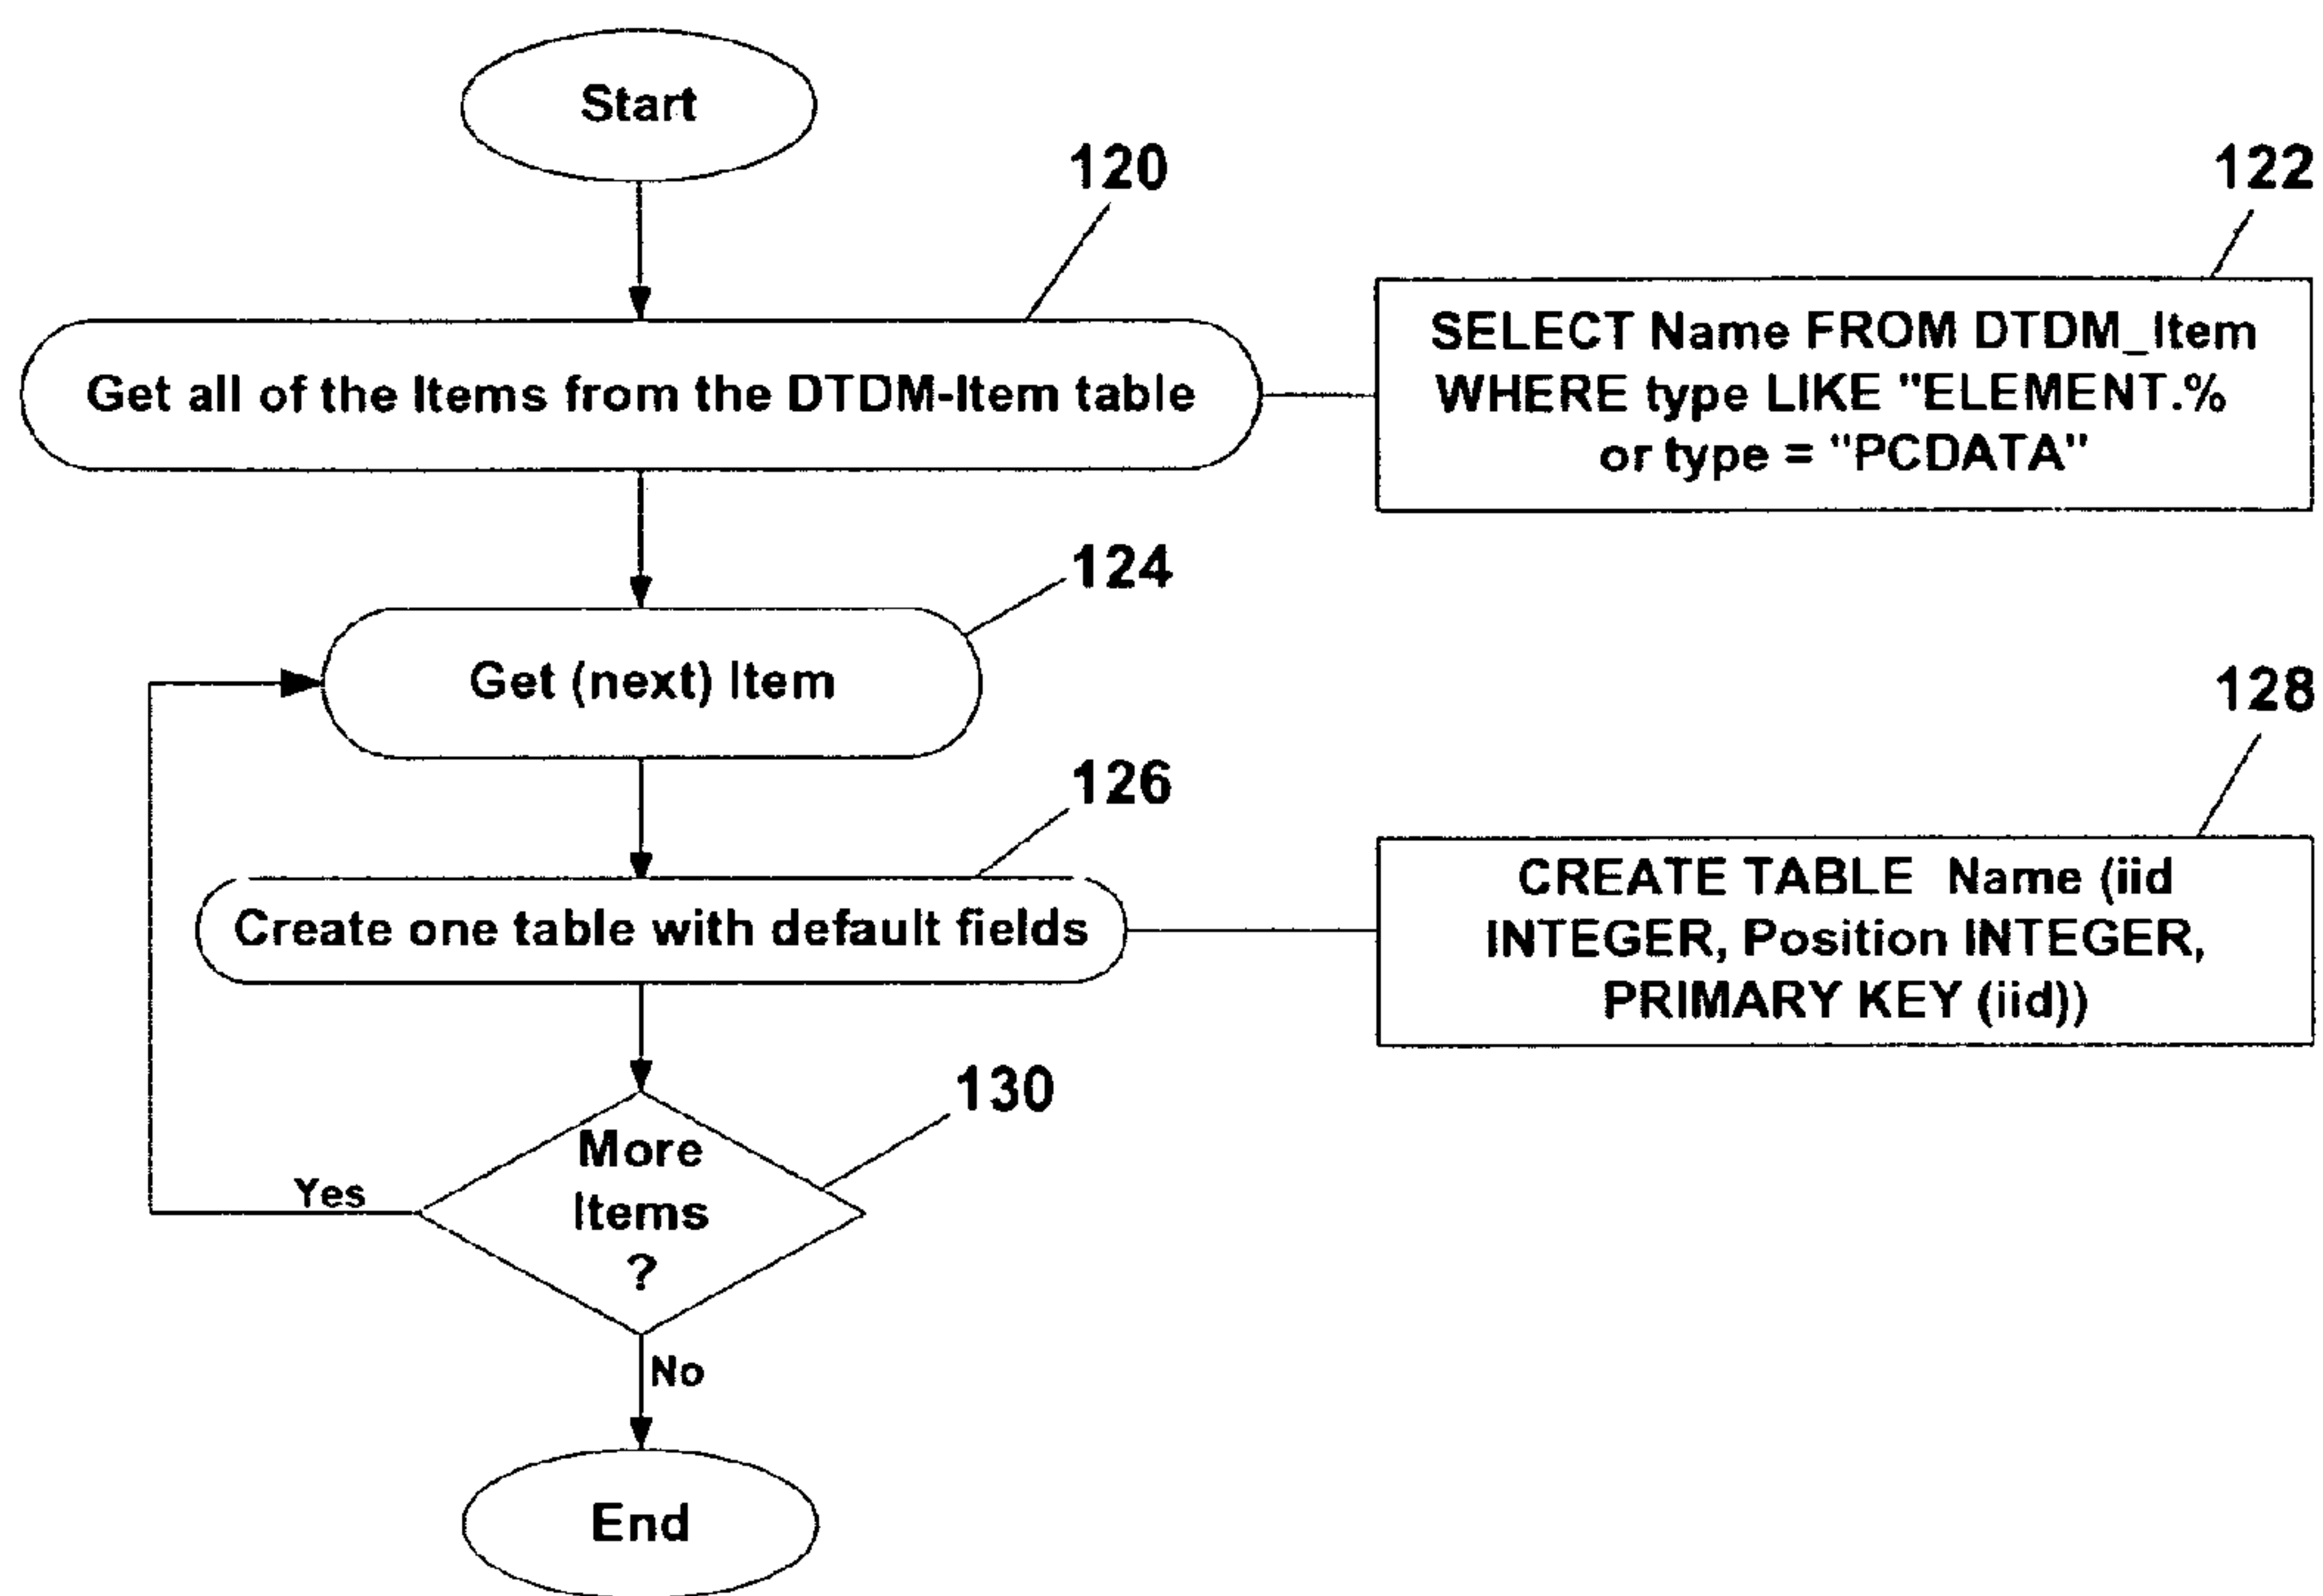 Start
120
122
Get all of the Items from the DTDM-Item table
SELECT Name FROM DTDM_Item
WHERE type LIKE "ELEMENT.%
or type = "PCDATA"
124
Get (next) Item
128
126
Create one table with default fields
CREATE TABLE Name (iid
INTEGER, Position INTEGER,
PRIMARY KEY (iid))
130
More
Items
?
Yes
No
End